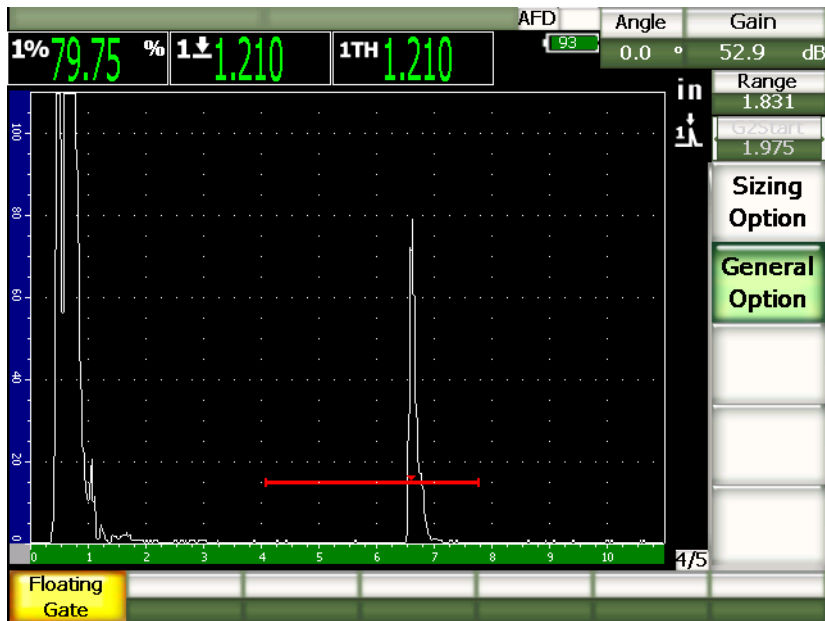 AFD
Angle
Gain
1% 79.75 %
1 1.210
1TH 1.210
93
0.0 °
52.9 dB
in
Range
1.831
1
G2Start
1.975
Sizing
Option
General
Option
100
80
60
40
20
0
0 1 2 3 4 5 6 7 8 9 10
4/5
Floating
Gate